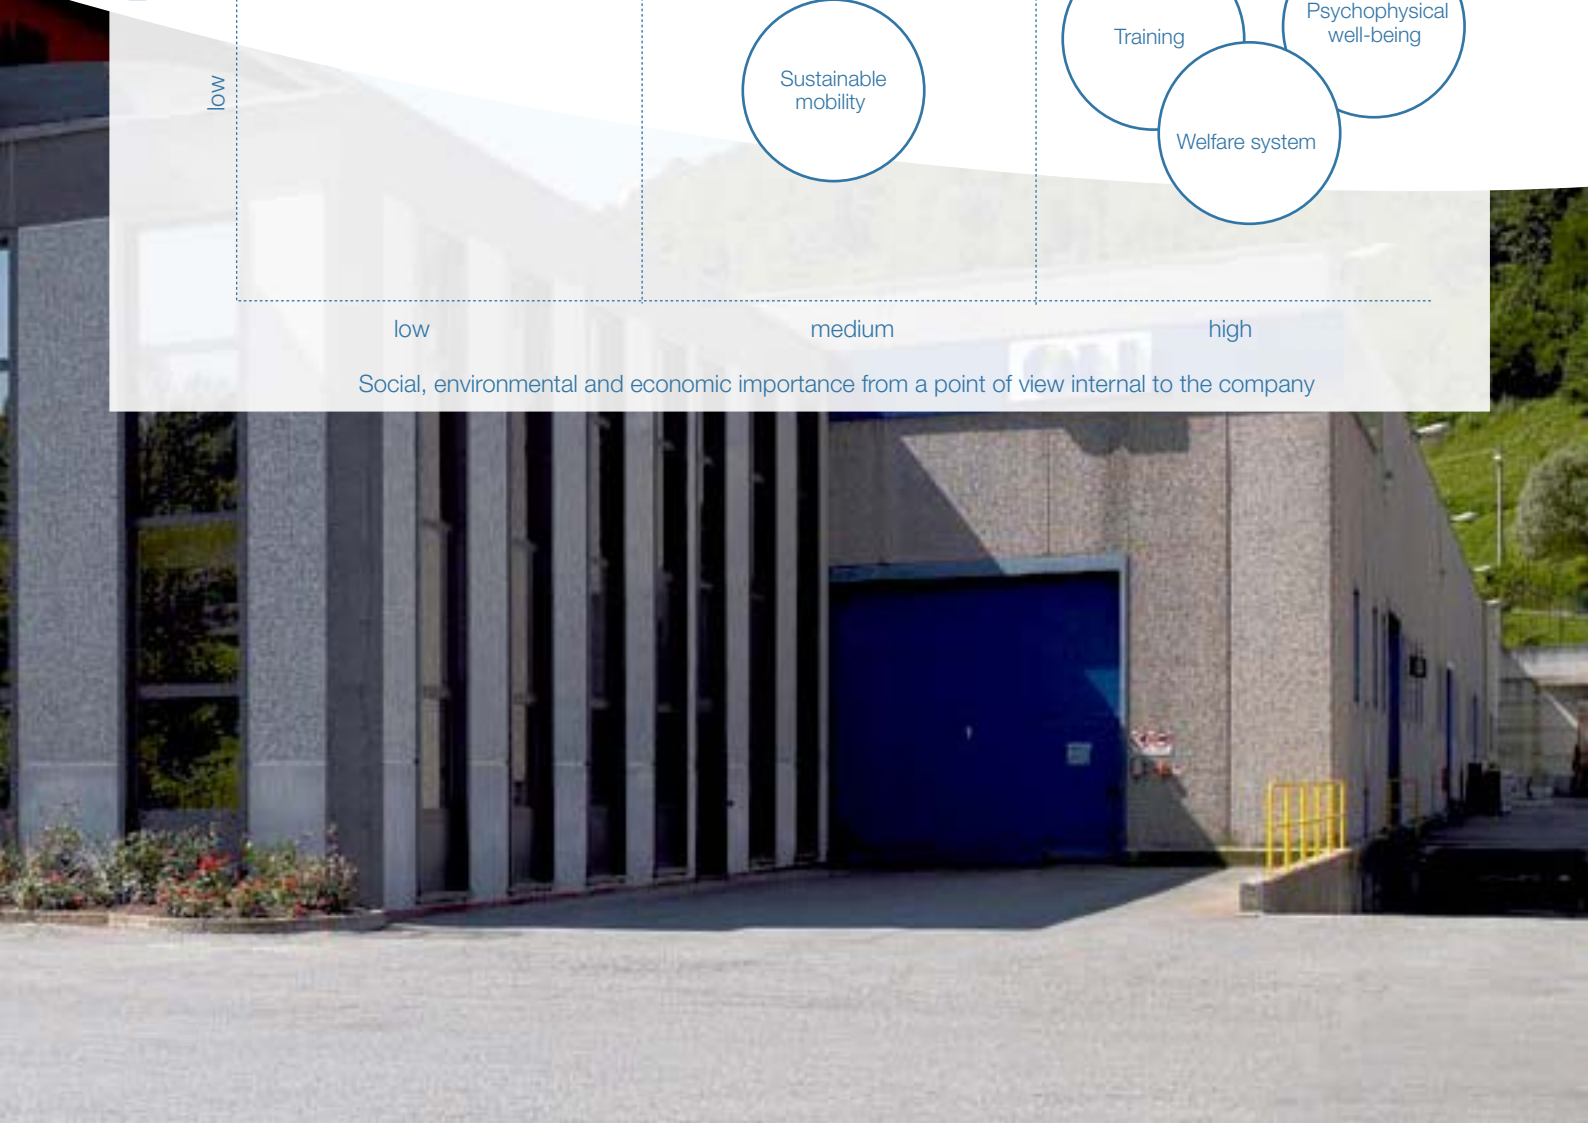 Psychophysical
well-being
Training
Sustainable
mobility
low
Welfare system
low
medium
high
Social, environmental and economic importance from a point of view internal to the company